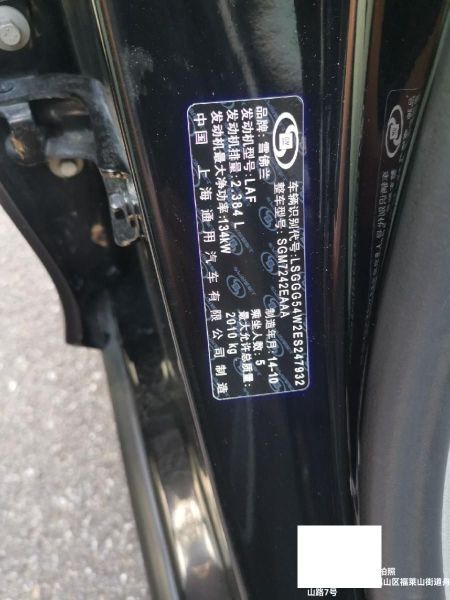 车辆识别代号: LSGGG54W2ES247932
整车型号: SGM7242EAAA
品牌: 雪佛兰 制造年月: 14-10
发动机型号: LAF 乘坐人数: 5
发动机排量: 2.384 L 最大允许总质量:
发动机最大净功率: 134KW 2010 kg
中国 上海通用汽车有限公司制造
拍照
山区福莱山街道舟
山路7号